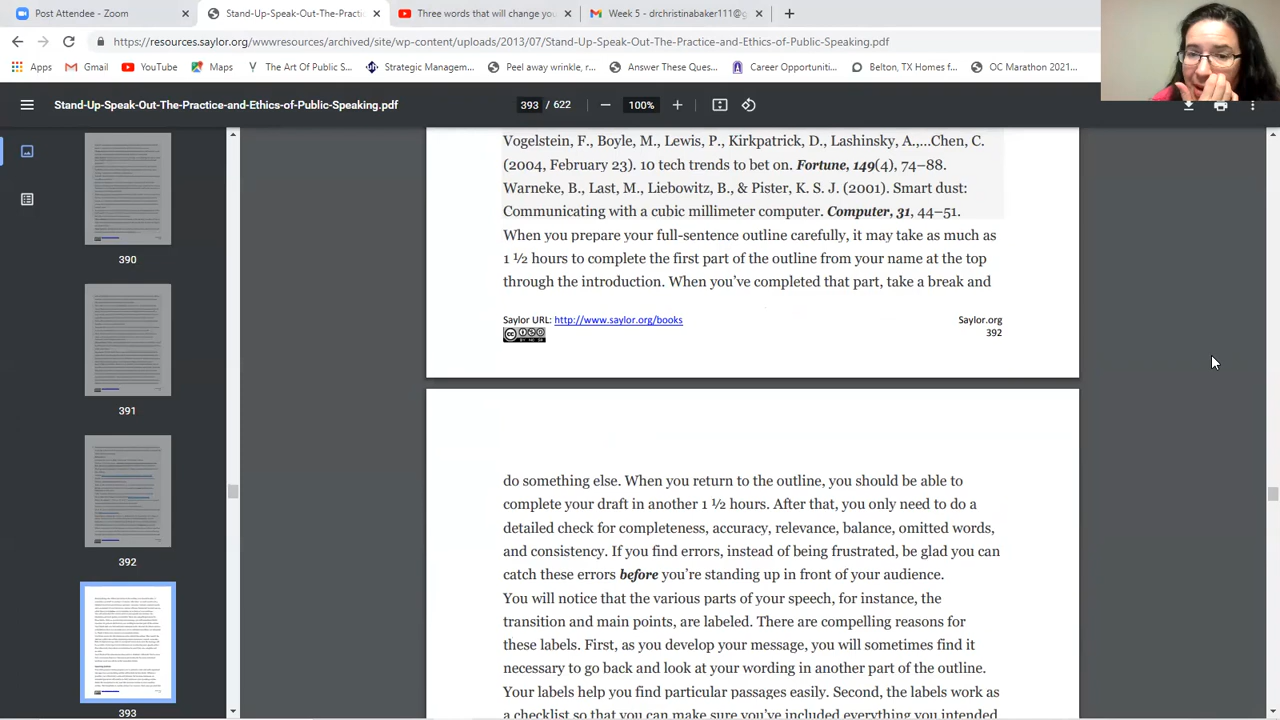 Post Attendee - Zoom
Stand-Up-Speak-Out-The-Practi
Three words that will change you
Week 5 - drchristinabaker111@g
https://resources.saylor.org/wwwresources/archived/site/wp-content/uploads/
/07/Stand-Up-Speak-Out-The-Practice-and-Ethics-of-Public-Speaking.pdf
Apps
Gmail
YouTube
Maps
The Art Of Public S...
Strategic Managem...
wrinkle, r...
Answer These
opportuni...
Belton, TX Homes f...
OC Marathon 2021...
Stand-Up-Speak-Out-The-Practice-and-Ethics-of-Public-Speaking.pdf
393 / 622
100%
390
391
392
393
Boyle, M., Lewis, P., Kirkpatrick, D., Lashinsky, A.,...Chen, C.
February 23). 10 tech trends to bet on. Fortune, 149(4), 74–88.
Last, M., Liebowitz, B., & Pister, K. S. J. (2001). Smart dust:
Communicating with a cubic millimeter computer. Computer, 31, 44–51.
When you prepare your full-sentence outline carefully, it may take as much as
1 ½ hours to complete the first part of the outline from your name at the top
through the introduction. When you've completed that part, take a break and
Saylor URL: http://www.saylor.org/books
Saylor.org
392
do something else. When you return to the outline, you should be able to
complete your draft in another 1 ½ hours. After that, you only need to do a
detailed check for completeness, accuracy, relevance, balance, omitted words,
and consistency. If you find errors, instead of being frustrated, be glad you can
catch these errors before you're standing up in front of your audience.
You will notice that the various parts of your speech, for instance, the
transition and main points, are labeled. There are compelling reasons for
these labels. First, as you develop your message, you will sometimes find it
necessary to go back and look at your wording in another part of the outline.
Your labels help you find particular passages easily. Second, the labels work as
a checklist so that you can make sure you've included everything you intended